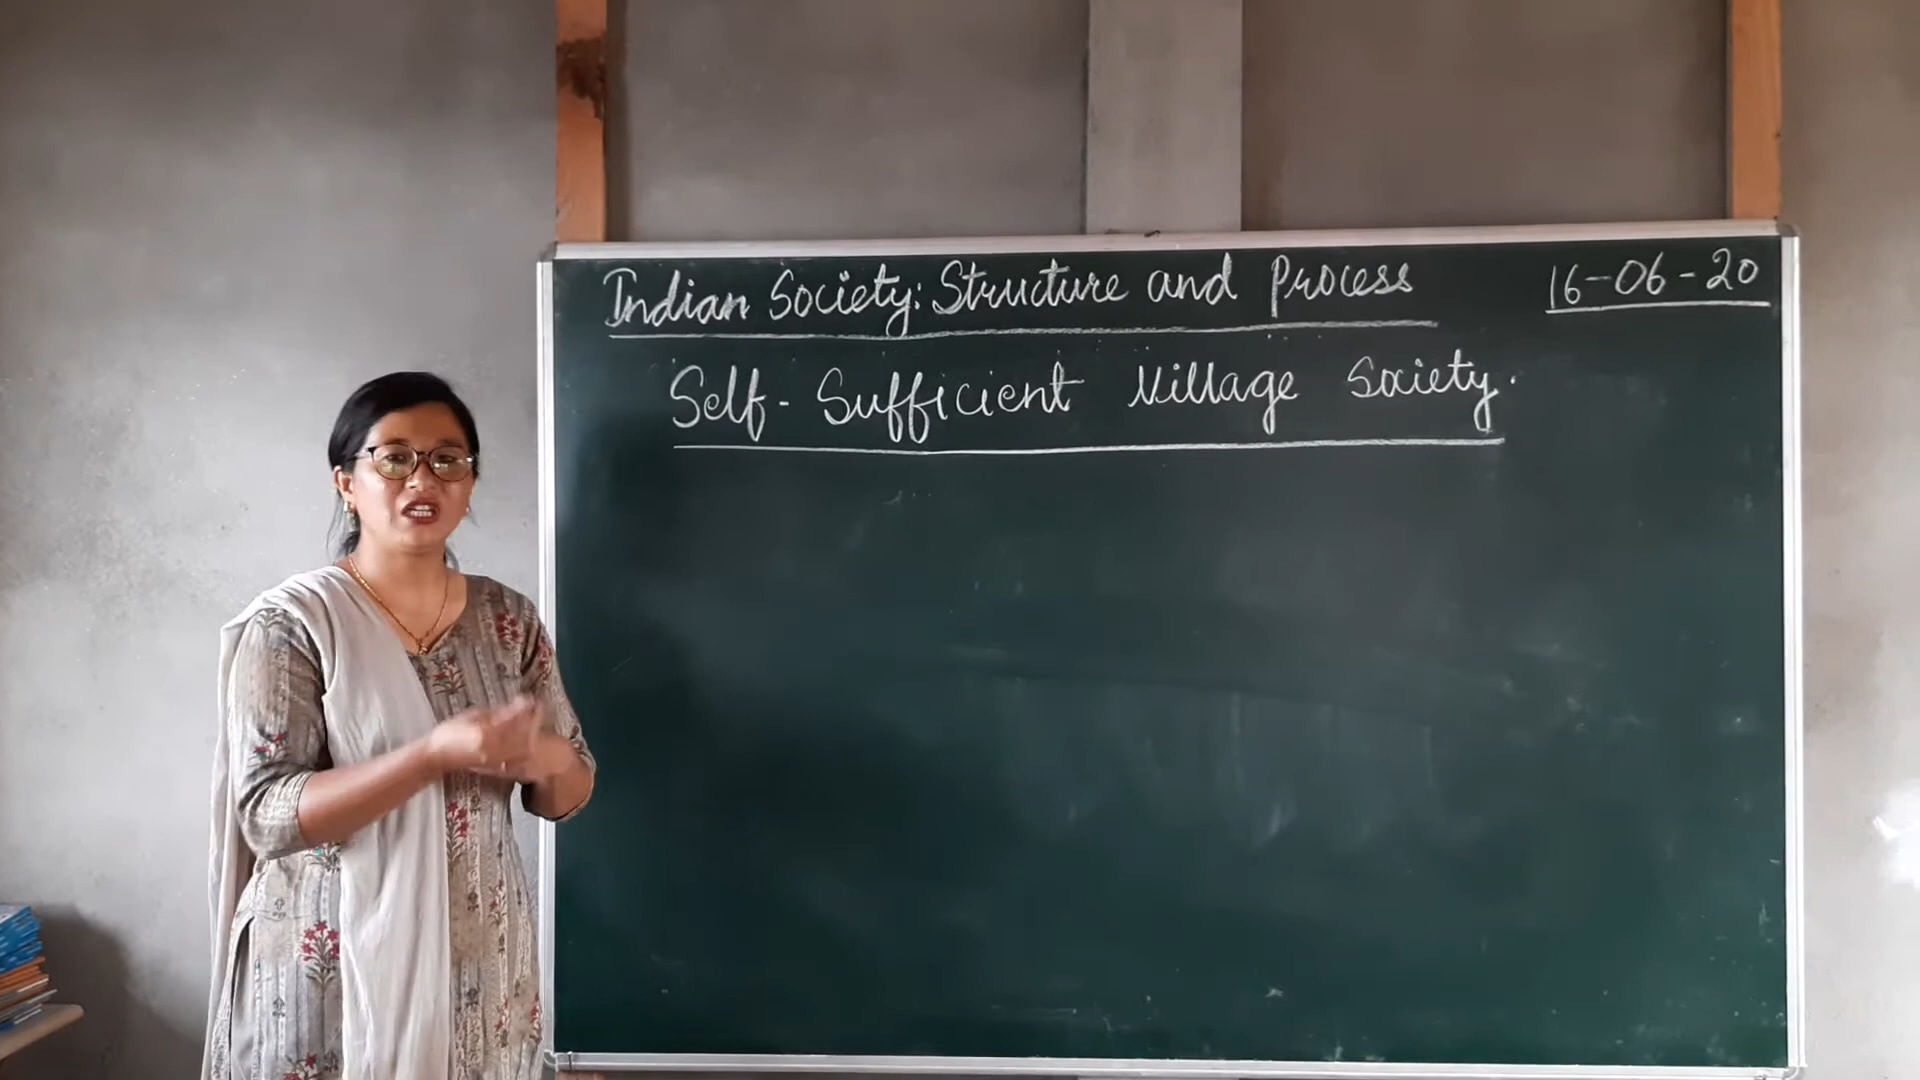 Indian Society: Structure and Process 16-06-20
Self-Sufficient Village Society.